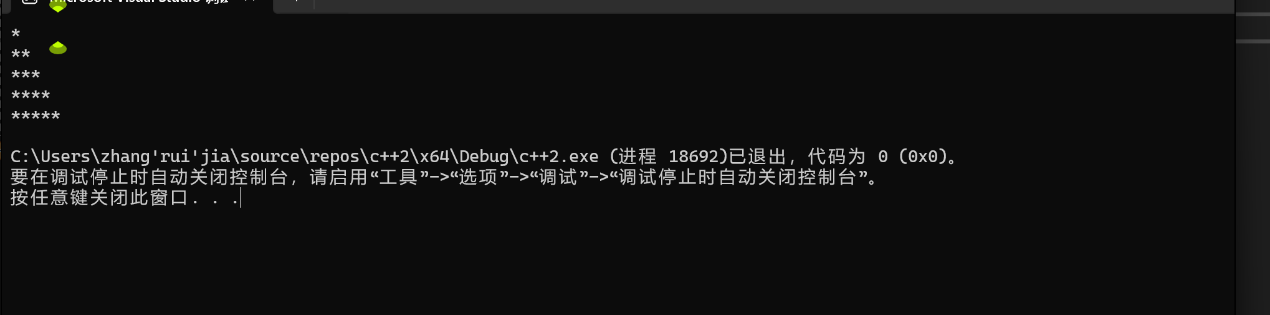 *
**
***
****
*****
C:\Users\zhang'rui'jia\source\repos\c++2\x64\Debug\c++2.exe (进程 18692)已退出，代码为 0 (0x0)。
要在调试停止时自动关闭控制台，请启用“工具”->“选项”->“调试”->“调试停止时自动关闭控制台”。
按任意键关闭此窗口. . .